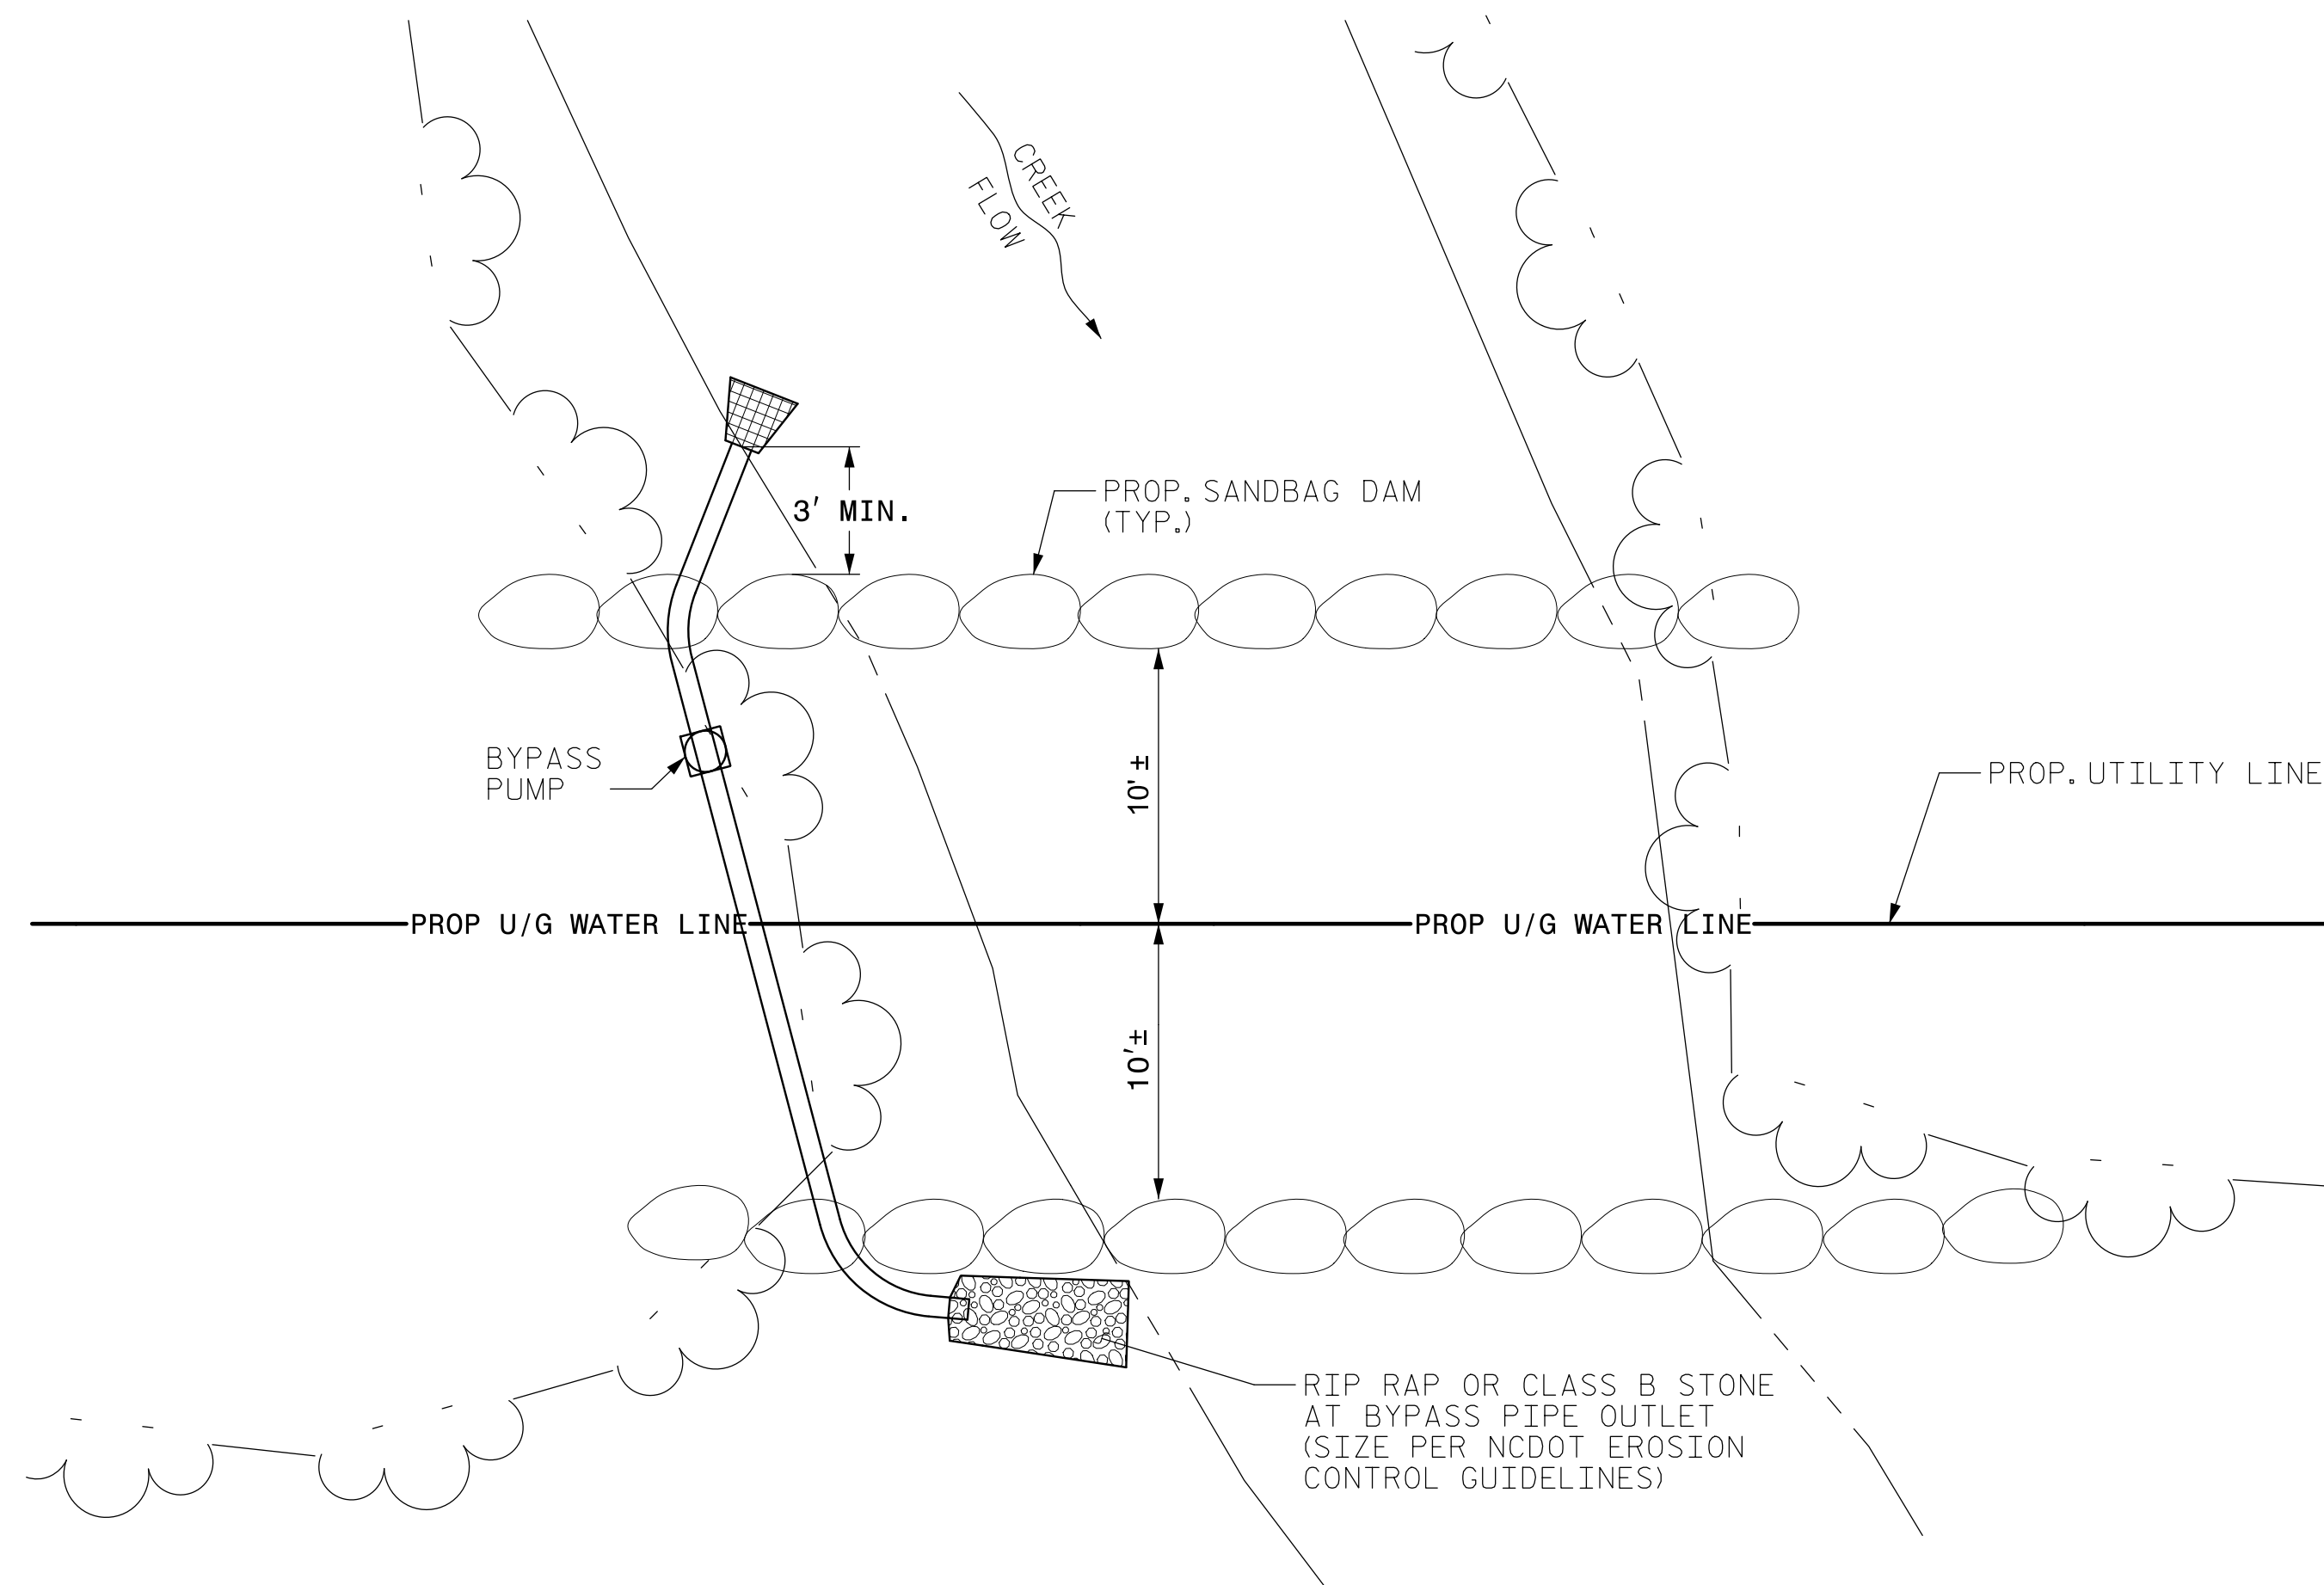 CREEK
FLOW
3' MIN.
PROP. SANDBAG DAM
(TYP.)
BYPASS
PUMP
10'±
PROP. UTILITY LINE
PROP U/G WATER LINE
PROP U/G WATER LINE
10'±
RIP RAP OR CLASS B STONE
AT BYPASS PIPE OUTLET
(SIZE PER NCDOT EROSION
CONTROL GUIDELINES)